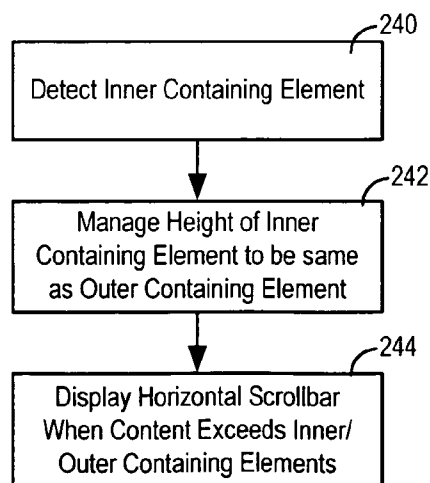 240
Detect Inner Containing Element
242
Manage Height of Inner
Containing Element to be same
as Outer Containing Element
244
Display Horizontal Scrollbar
When Content Exceeds Inner/
Outer Containing Elements